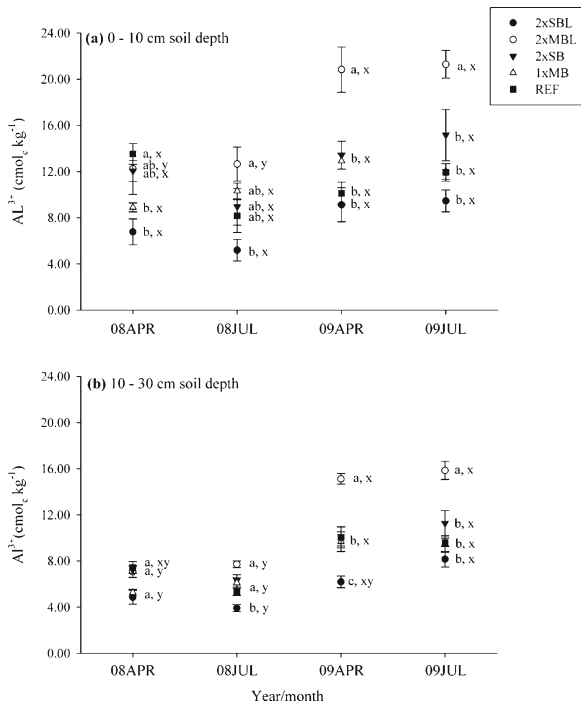 2xSBL
2xMBL
2xSB
1xMB
REF
(a) 0 - 10 cm soil depth
24.00
20.00
16.00
12.00
8.00
4.00
0.00
AL³⁺ (cmol꜀ kg⁻¹)
a, x
ab, y
ab, x
b, x
b, x
a, y
ab, x
ab, x
ab, x
b, x
a, x
b, x
b, x
b, x
a, x
b, x
b, x
b, x
08APR 08JUL 09APR 09JUL
(b) 10 - 30 cm soil depth
24.00
20.00
16.00
12.00
8.00
4.00
0.00
Al³⁺(cmol꜀ kg⁻¹)
a, xy
a, y
a, y
a, y
a, y
b, y
a, x
b, x
c, xy
a, x
b, x
b, x
b, x
08APR 08JUL 09APR 09JUL
Year/month